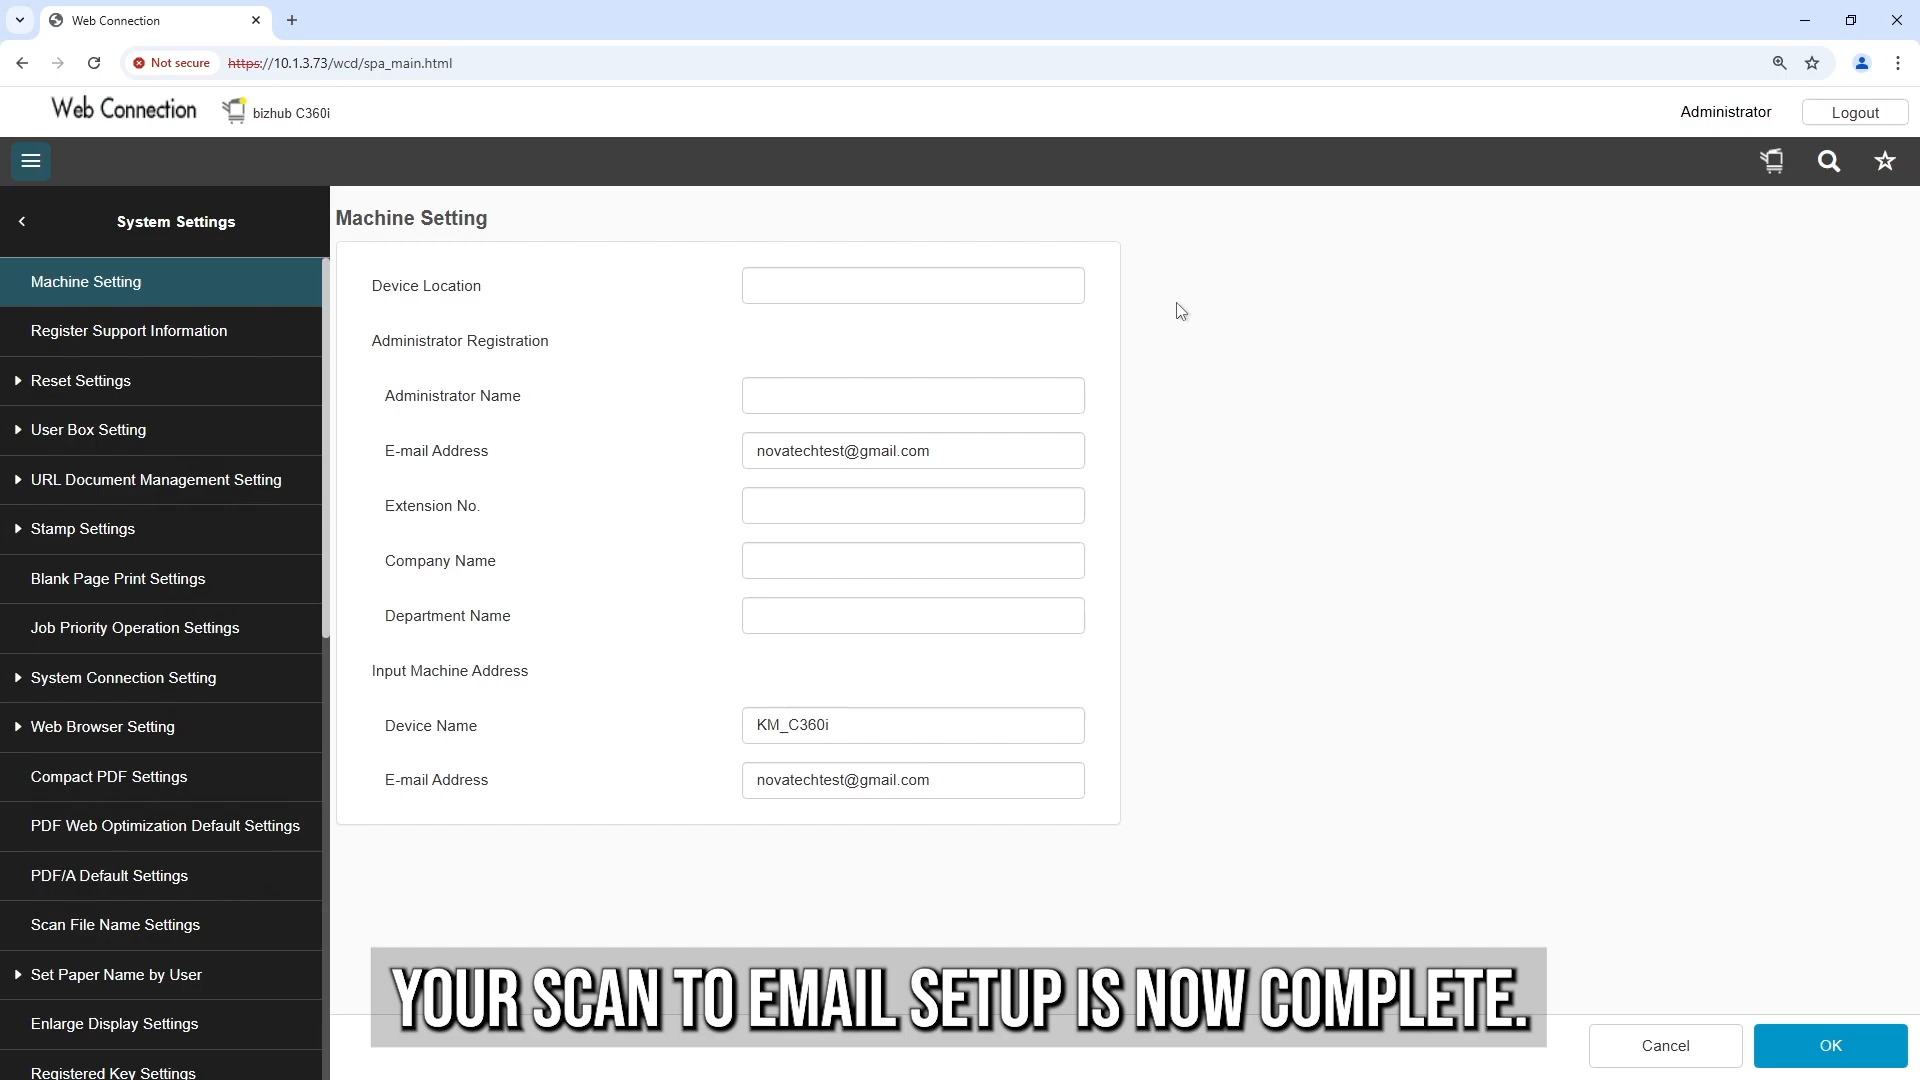 Web Connection
Not secure https://10.1.3.73/wcd/spa_main.html
Web Connection bizhub C360i Administrator Logout
System Settings
Machine Setting
Register Support Information
Reset Settings
User Box Setting
URL Document Management Setting
Stamp Settings
Blank Page Print Settings
Job Priority Operation Settings
System Connection Setting
Web Browser Setting
Compact PDF Settings
PDF Web Optimization Default Settings
PDF/A Default Settings
Scan File Name Settings
Set Paper Name by User
Enlarge Display Settings
Registered Key Settings
Machine Setting
Device Location
Administrator Registration
Administrator Name
E-mail Address novatechtest@gmail.com
Extension No.
Company Name
Department Name
Input Machine Address
Device Name KM_C360i
E-mail Address novatechtest@gmail.com
YOUR SCAN TO EMAIL SETUP IS NOW COMPLETE.
Cancel OK